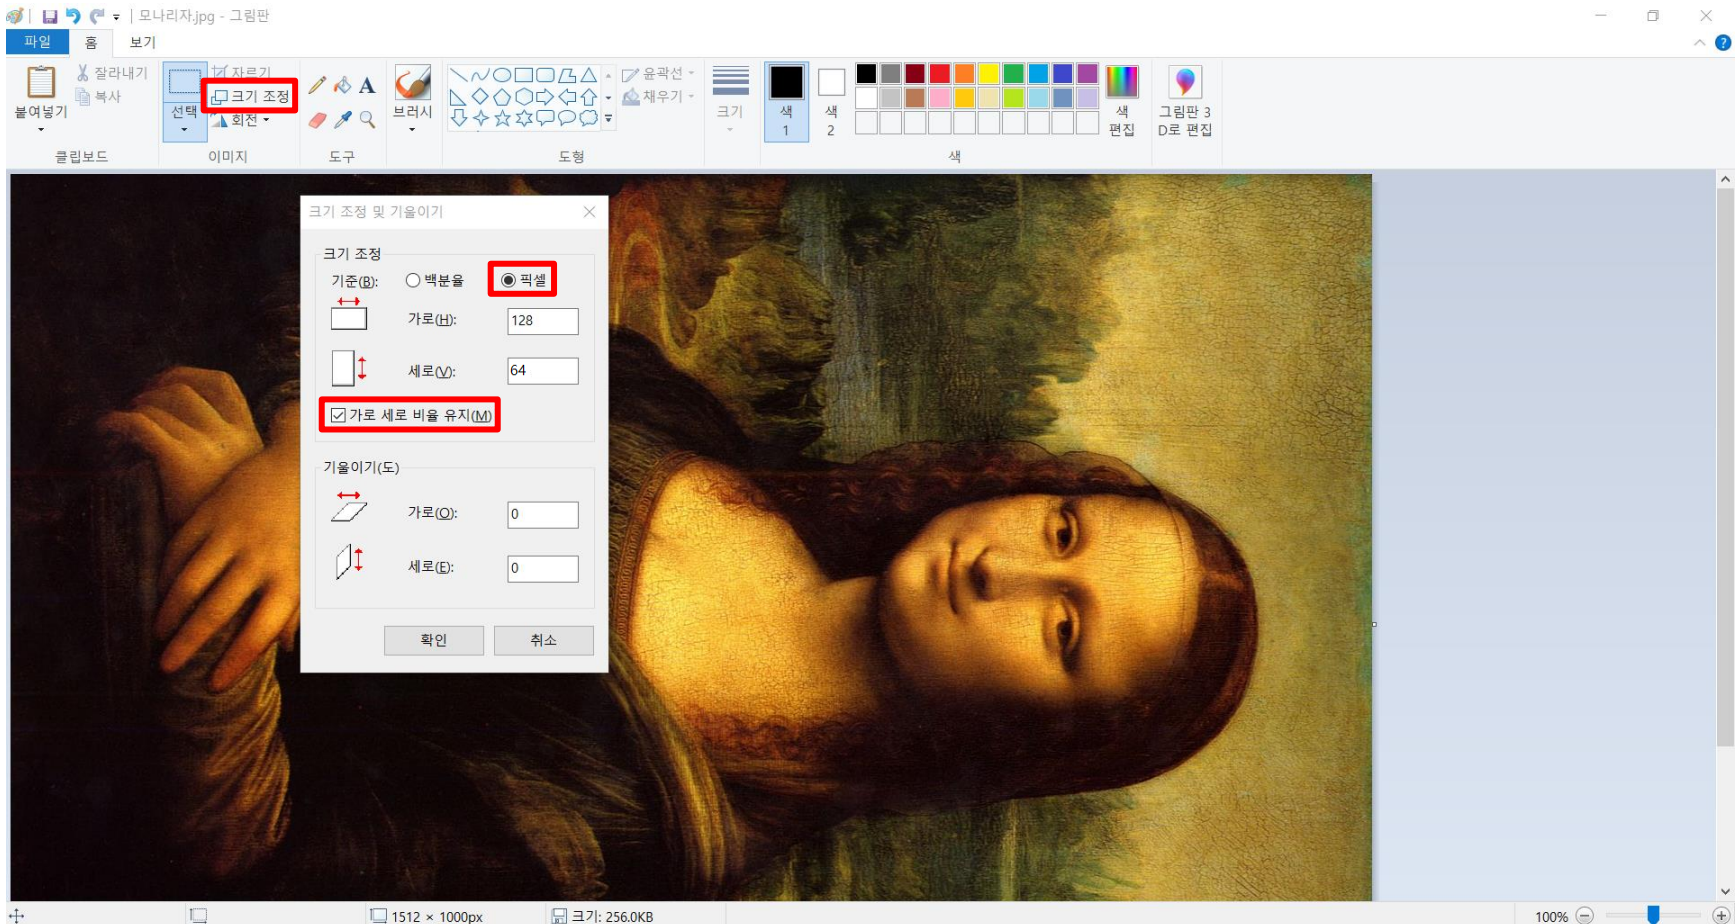 모나리자.jpg - 그림판
파일 홈 보기
붙여넣기
잘라내기
복사
클립보드
선택
자르기
크기 조정
회전
이미지
A
도구
브러시
윤곽선
채우기
도형
크기
색
1
색
2
색
편집
색
그림판 3
D로 편집
?
크기 조정 및 기울이기
크기 조정
기준(B): 백분율 픽셀
가로(H): 128
세로(V): 64
가로 세로 비율 유지(M)
기울이기(도)
가로(O): 0
세로(E): 0
확인 취소
1512 × 1000px 크기: 256.0KB 100%